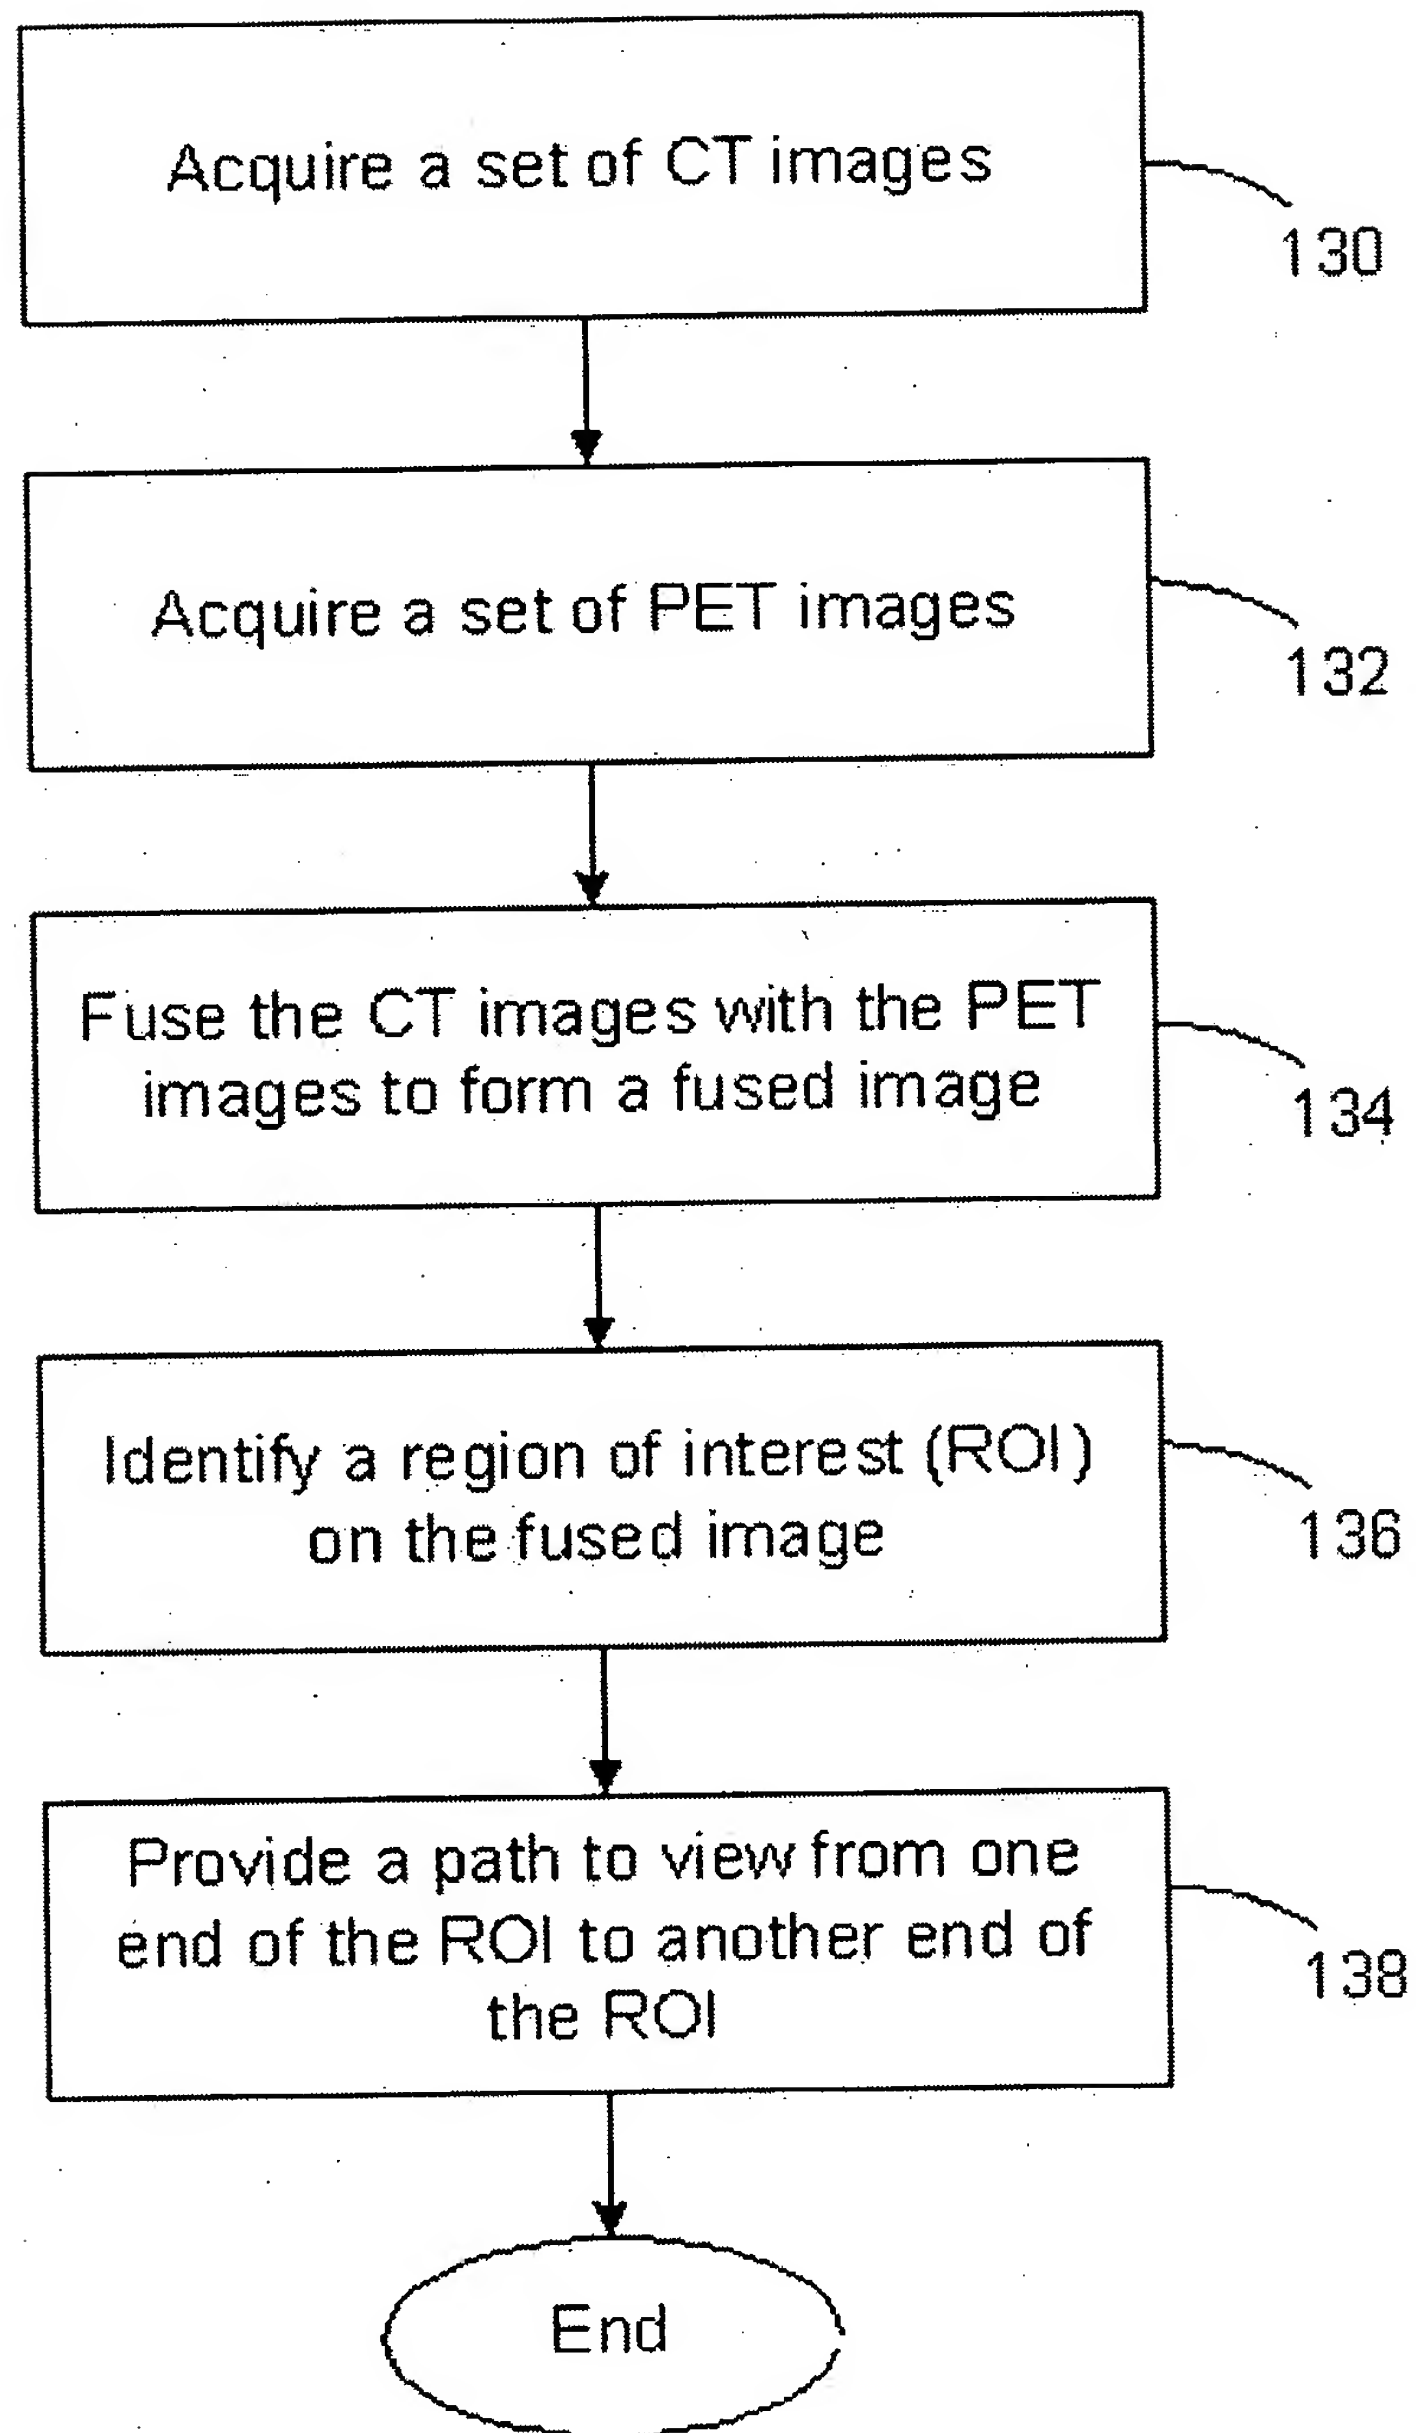 Acquire a set of CT images
130
Acquire a set of PET images
132
Fuse the CT images with the PET
images to form a fused image
134
Identify a region of interest (ROI)
on the fused image
136
Provide a path to view from one
end of the ROI to another end of
the ROI
138
End